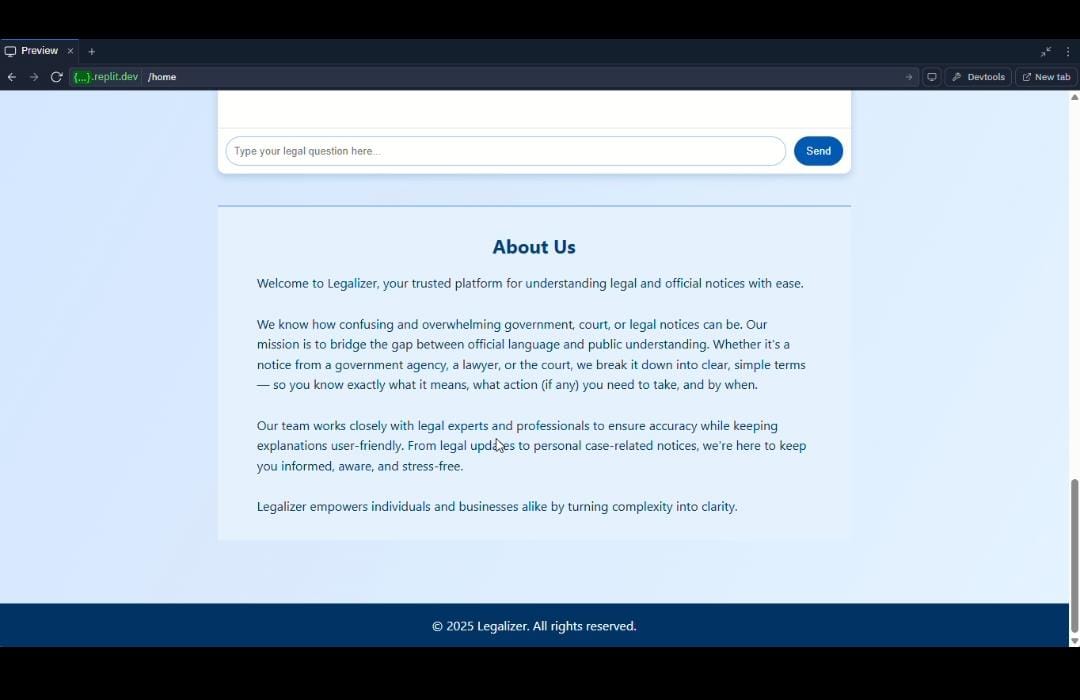 Preview
{...}.replit.dev /home
Devtools
New tab
Type your legal question here...
Send
About Us
Welcome to Legalizer, your trusted platform for understanding legal and official notices with ease.
We know how confusing and overwhelming government, court, or legal notices can be. Our
mission is to bridge the gap between official language and public understanding. Whether it's a
notice from a government agency, a lawyer, or the court, we break it down into clear, simple terms
— so you know exactly what it means, what action (if any) you need to take, and by when.
Our team works closely with legal experts and professionals to ensure accuracy while keeping
explanations user-friendly. From legal updates to personal case-related notices, we're here to keep
you informed, aware, and stress-free.
Legalizer empowers individuals and businesses alike by turning complexity into clarity.
© 2025 Legalizer. All rights reserved.